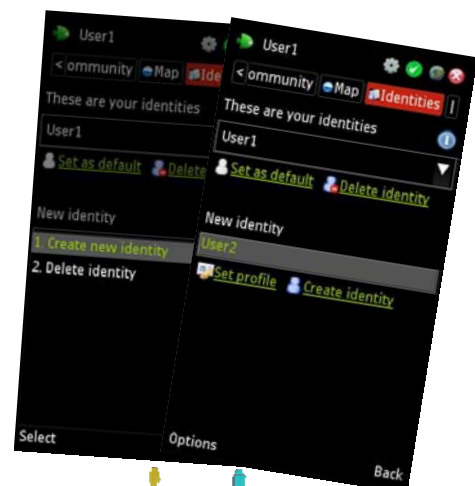 User1
< ommunity Map Ide
These are your identities
User1
Set as default Delete
New identity
1. Create new identity
2. Delete identity
Select
User1
< ommunity Map Identities
These are your identities
User1
Set as default Delete identity
New identity
User2
Set profile Create identity
Options
Back